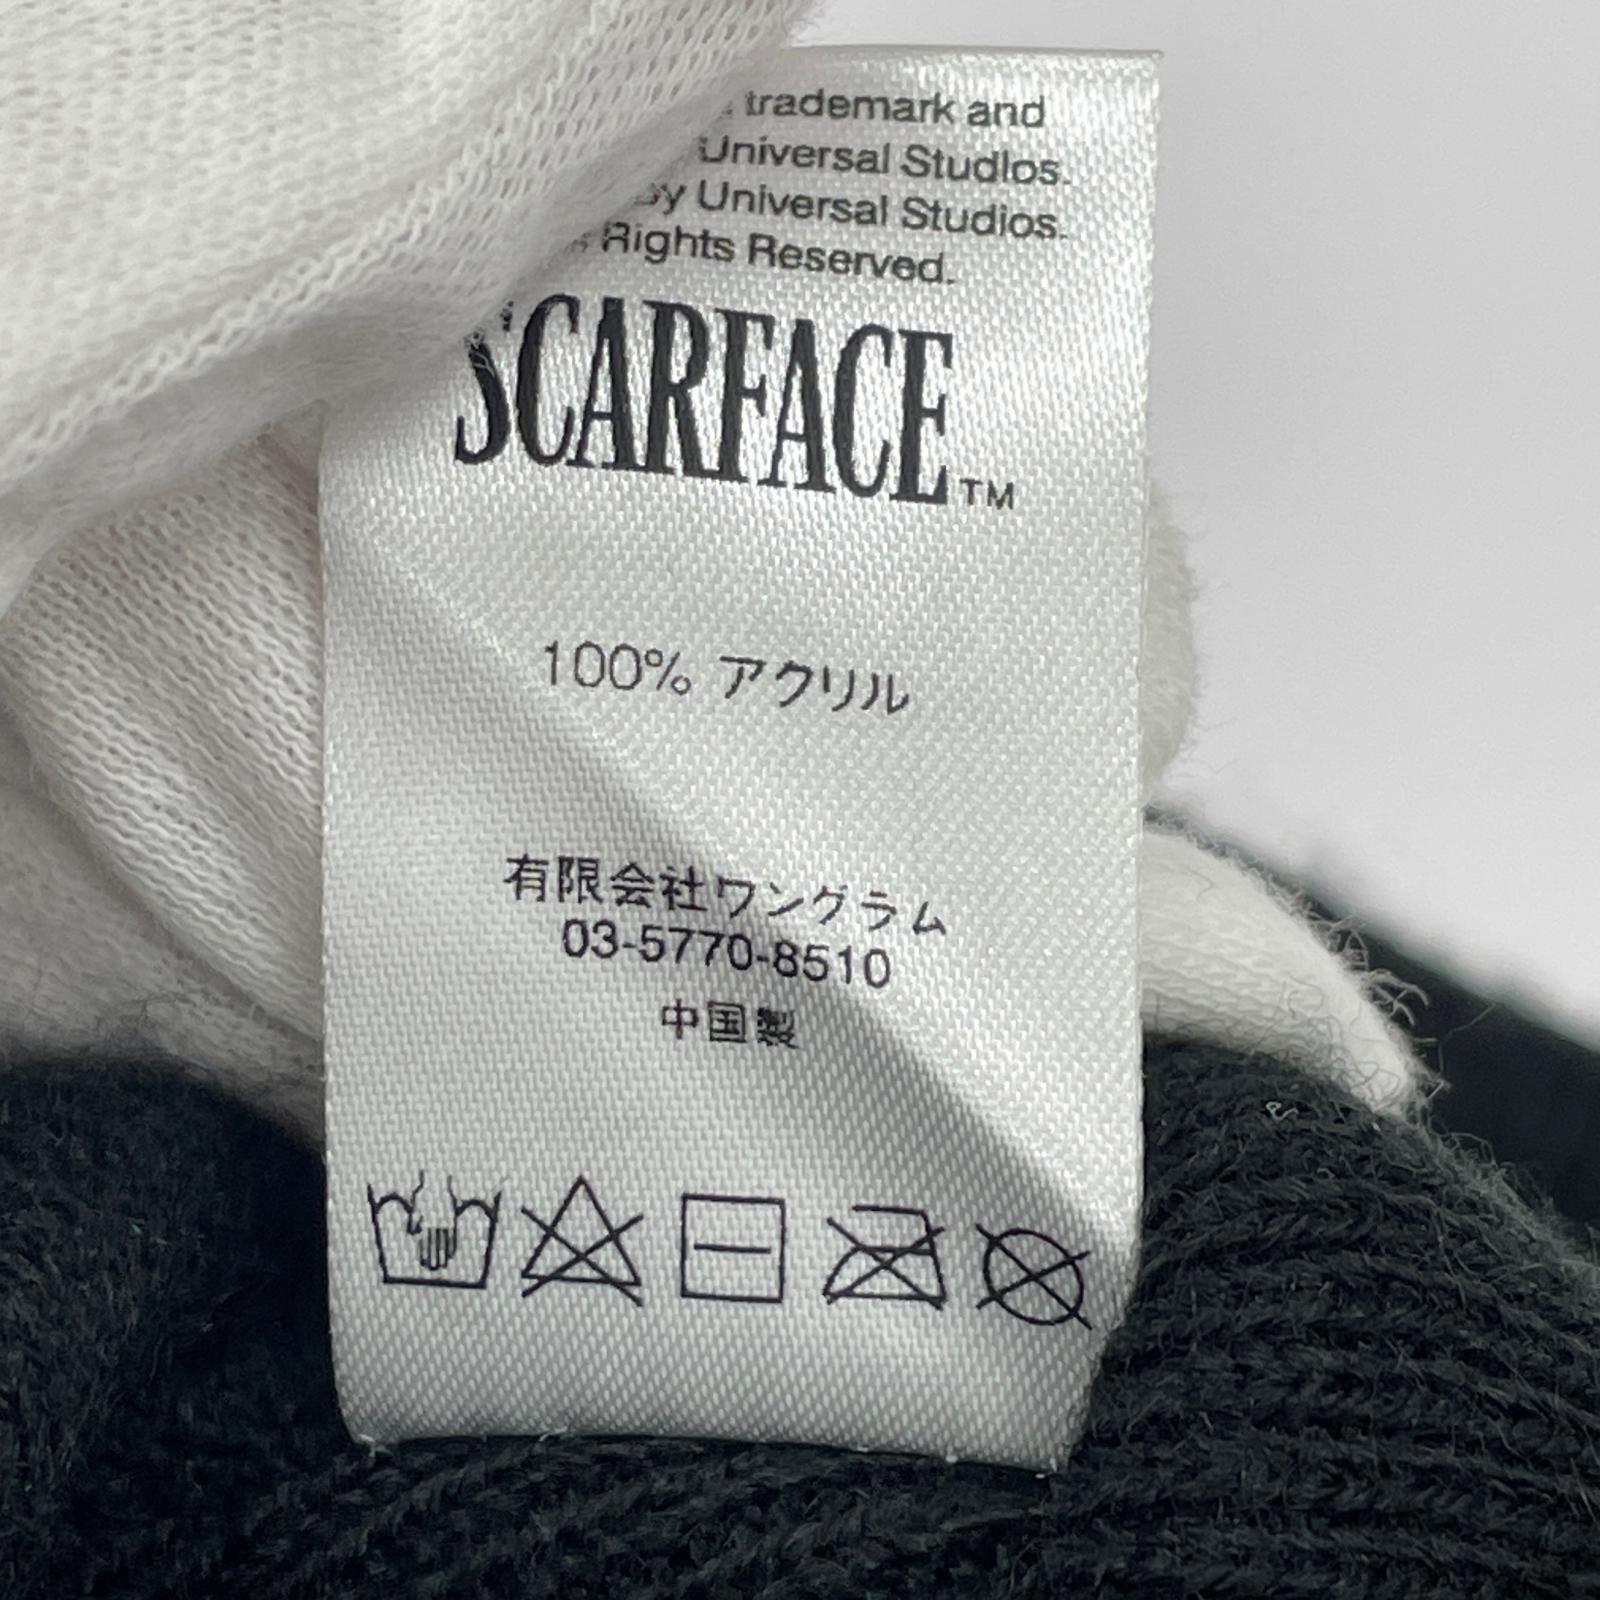 trademark and
Universal Studios.
by Universal Studios.
Rights Reserved.
SCARFACE™
100% アクリル
有限会社ワングラム
03-5770-8510
中国製